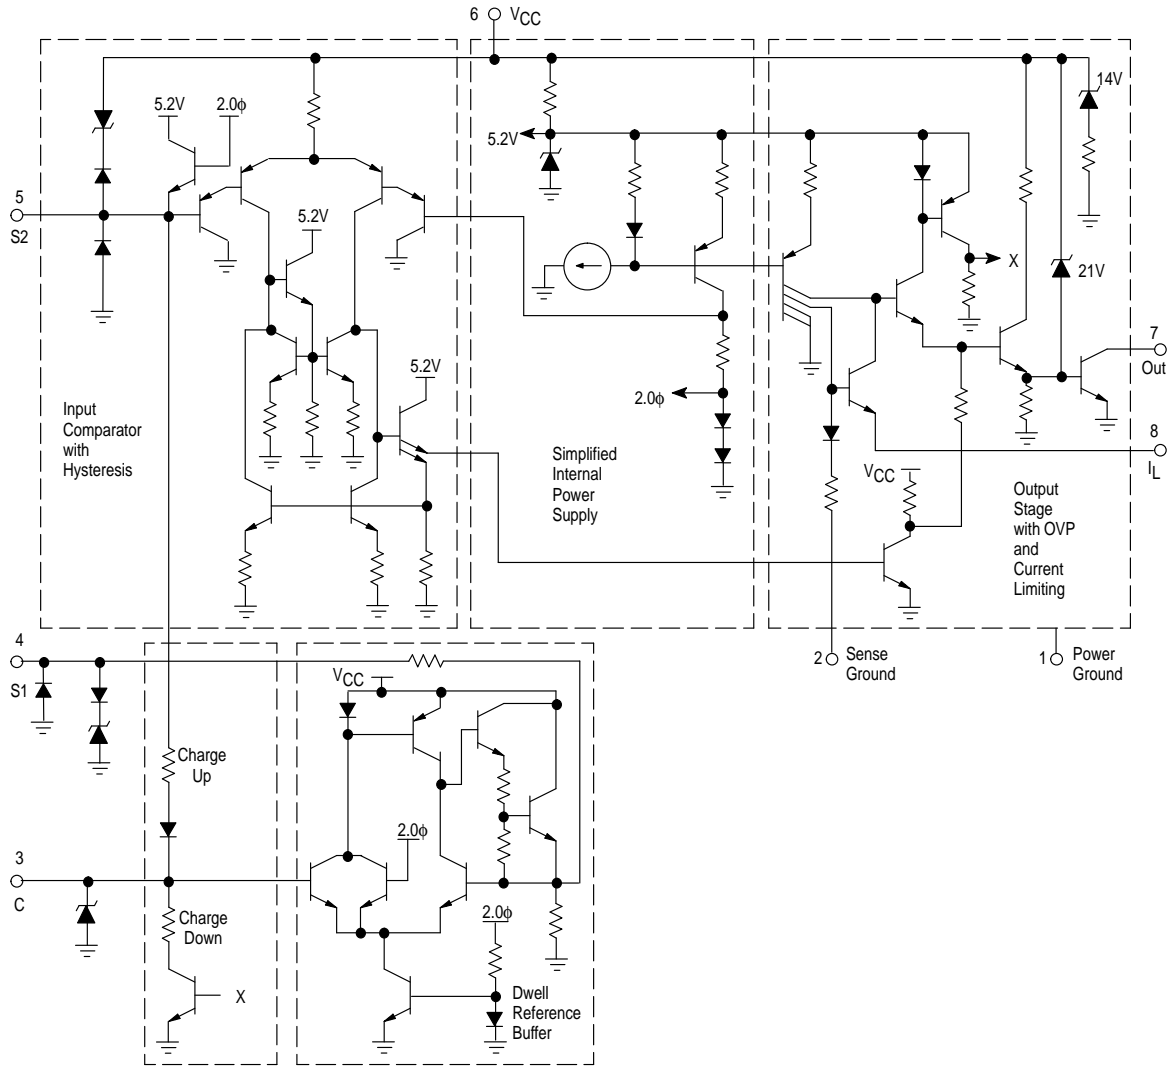 6 VCC
14V
5.2V 2.0ϕ
5.2V
5
S2
5.2V
X
21V
7
Out
5.2V
2.0ϕ
Input
Comparator
with
Hysteresis
8
IL
Simplified
Internal
Power
Supply
VCC
Output
Stage
with OVP
and
Current
Limiting
4
S1
2 Sense
Ground
1 Power
Ground
VCC
Charge
Up
2.0ϕ
3
C
Charge
Down
2.0ϕ
X
Dwell
Reference
Buffer